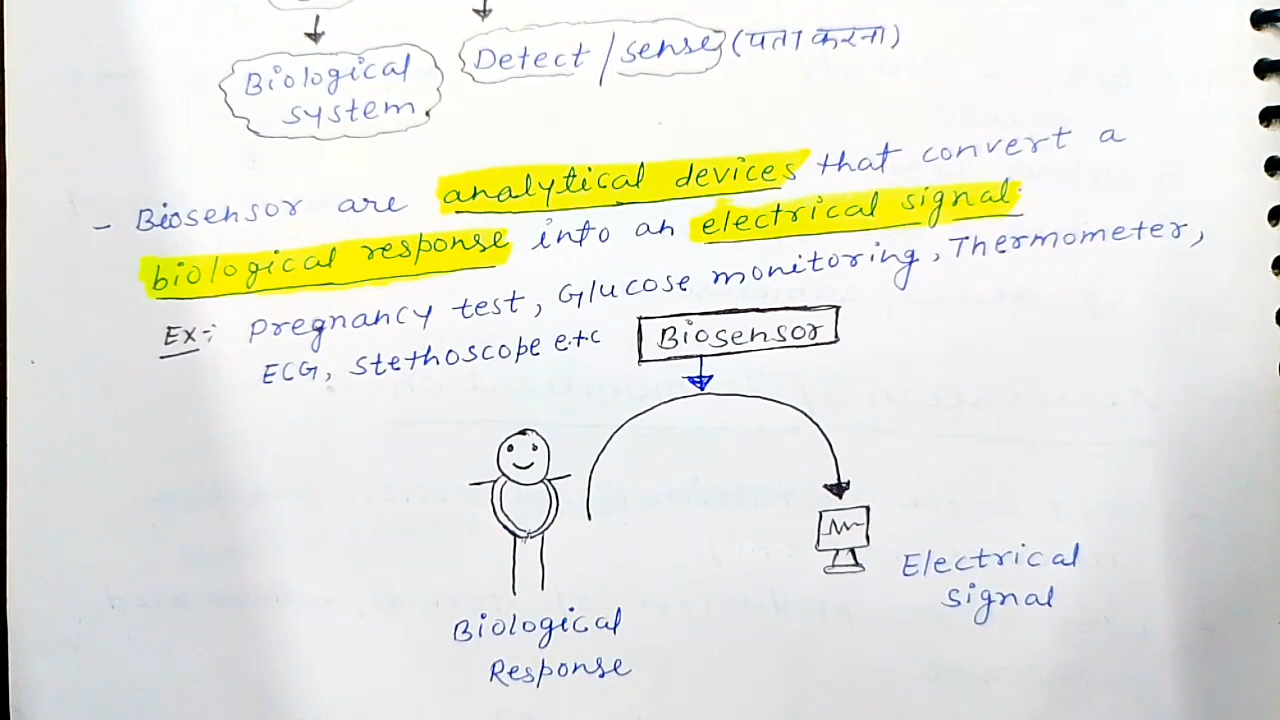 Biological
system.
Detect / sense (पता करना)
- Biosensor are analytical devices that convert a
biological response into an electrical signal.
Ex:- Pregnancy test, Glucose monitoring, Thermometer,
ECG, Stethoscope etc
Biosensor
Biological
Response
Electrical
signal